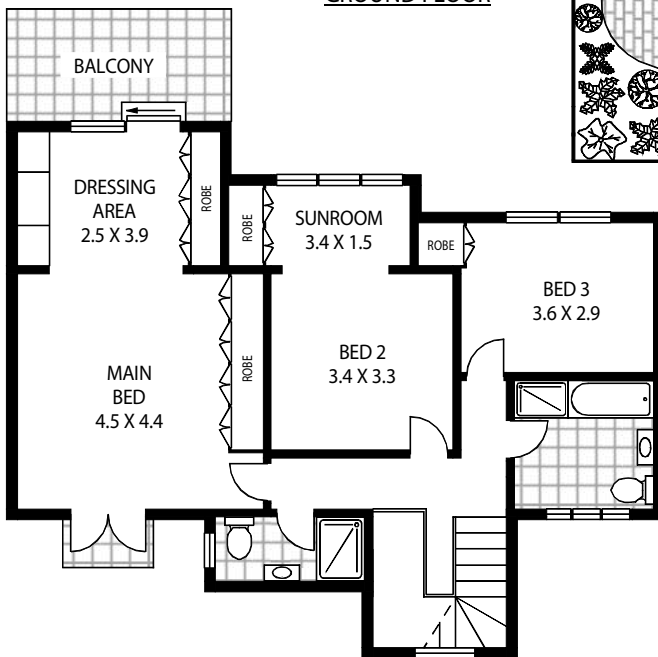 GROUND FLOOR
BALCONY
DRESSING
AREA
2.5 X 3.9
ROBE
ROBE
SUNROOM
3.4 X 1.5
ROBE
BED 3
3.6 X 2.9
MAIN
BED
4.5 X 4.4
ROBE
BED 2
3.4 X 3.3